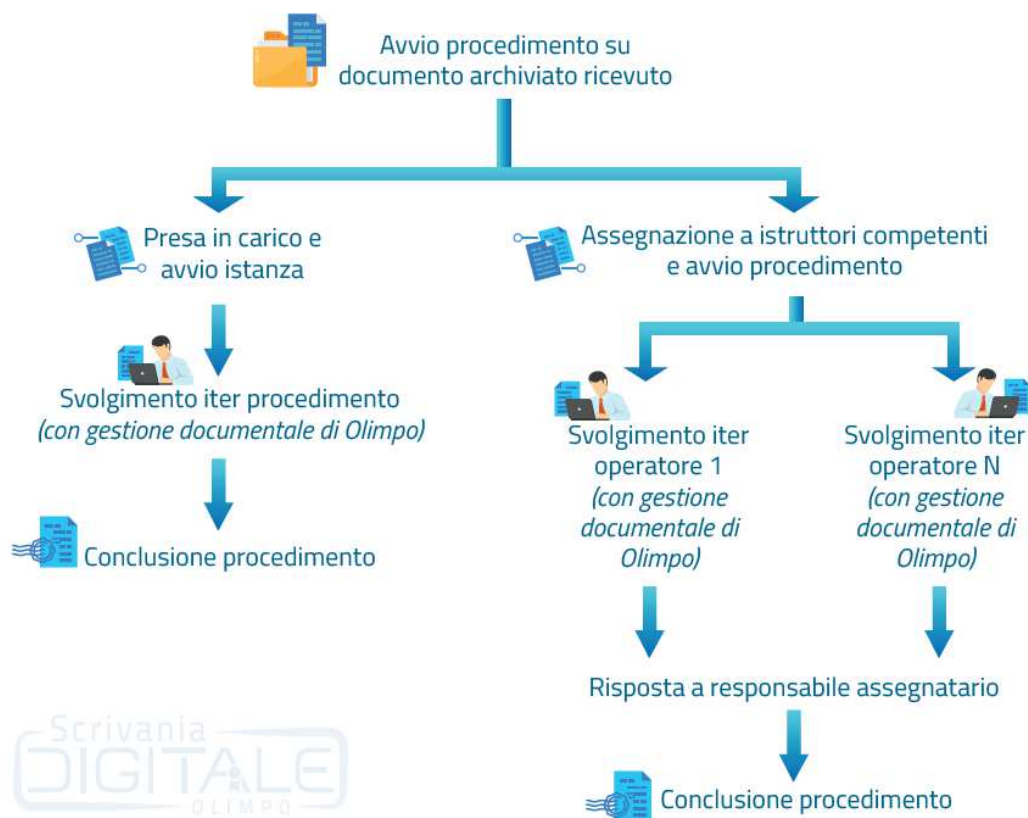 Avvio procedimento su
documento archiviato ricevuto
Presa in carico e
avvio istanza
Svolgimento iter procedimento
(con gestione documentale di Olimpo)
Conclusione procedimento
Assegnazione a istruttori competenti
e avvio procedimento
Svolgimento iter
operatore 1
(con gestione
documentale di
Olimpo)
Svolgimento iter
operatore N
(con gestione
documentale di
Olimpo)
Risposta a responsabile assegnatario
Conclusione procedimento
Scrivania
DIGITALE
OLIMPO